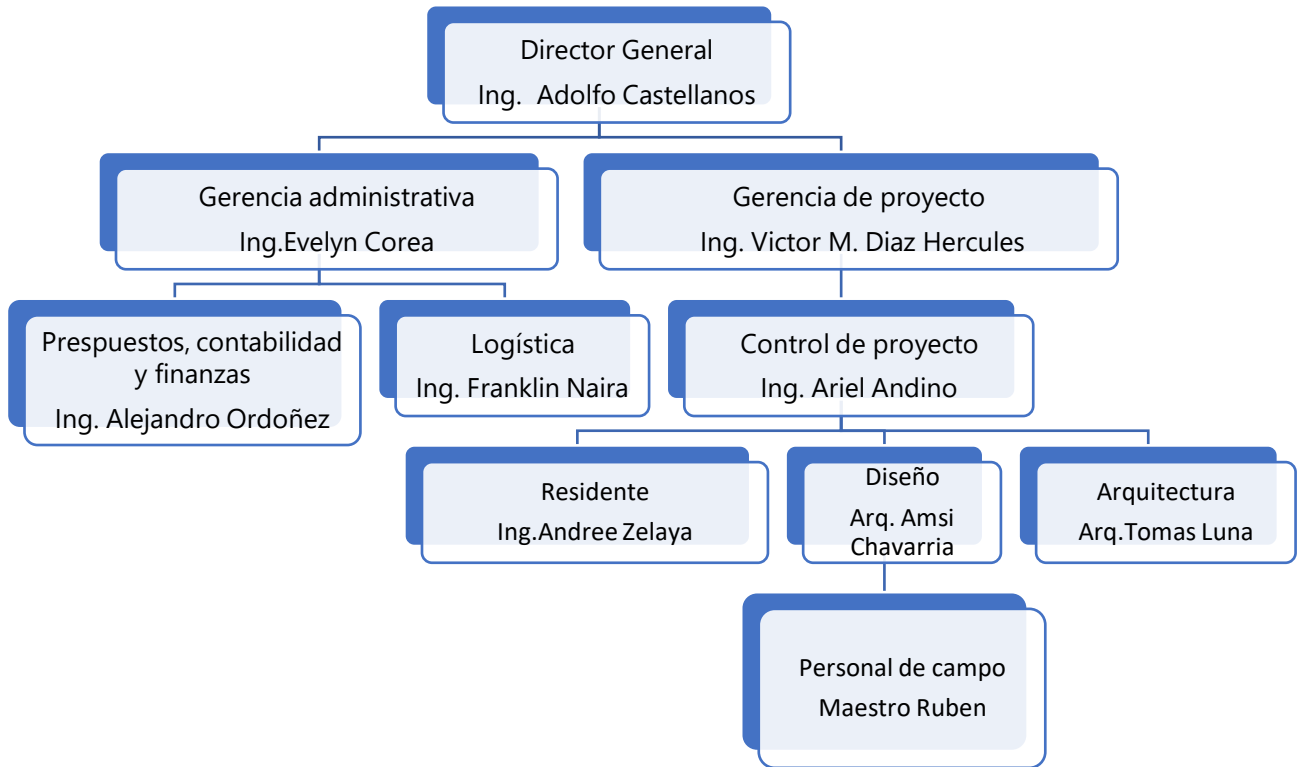 Director General
Ing.  Adolfo Castellanos
Gerencia administrativa
Ing.Evelyn Corea
Gerencia de proyecto
Ing. Victor M. Diaz Hercules
Prespuestos, contabilidad
y finanzas
Ing. Alejandro Ordoñez
Logística
Ing. Franklin Naira
Control de proyecto
Ing. Ariel Andino
Residente
Ing.Andree Zelaya
Diseño
Arq. Amsi
Chavarria
Arquitectura
Arq.Tomas Luna
Personal de campo
Maestro Ruben